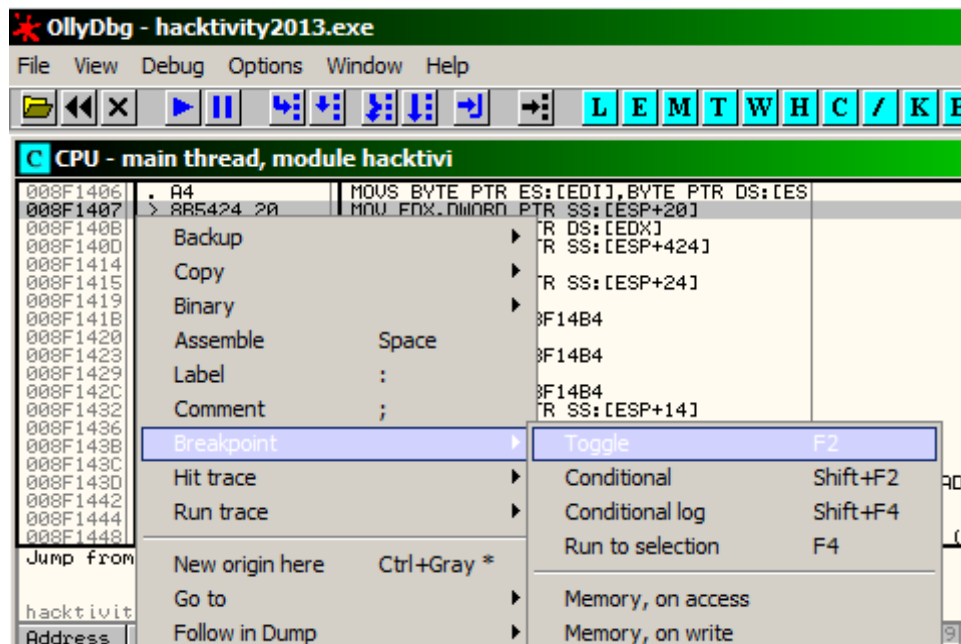 OllyDbg - hacktivity2013.exe
File View Debug Options Window Help
L E M T W H C / K
C CPU - main thread, module hacktivi
008F1406 . A4 MOVS BYTE PTR ES:[EDI],BYTE PTR DS:[ES
008F1407 > 8B5424 20 MOV EDX,DWORD PTR SS:[ESP+20]
008F140B TR DS:[EDX]
008F140D TR SS:[ESP+424]
008F1414
008F1415 TR SS:[ESP+24]
008F1419
008F141B 8F14B4
008F1420
008F1423 8F14B4
008F1429
008F142C 8F14B4
008F1432 TR SS:[ESP+14]
008F1436
008F143B
008F143C
008F143D
008F1442
008F1444
008F1448
Backup
Copy
Binary
Assemble Space
Label :
Comment ;
Breakpoint
Hit trace
Run trace
New origin here Ctrl+Gray *
Go to
Follow in Dump
Toggle F2
Conditional Shift+F2
Conditional log Shift+F4
Run to selection F4
Memory, on access
Memory, on write
Jump from
hacktivit
Address